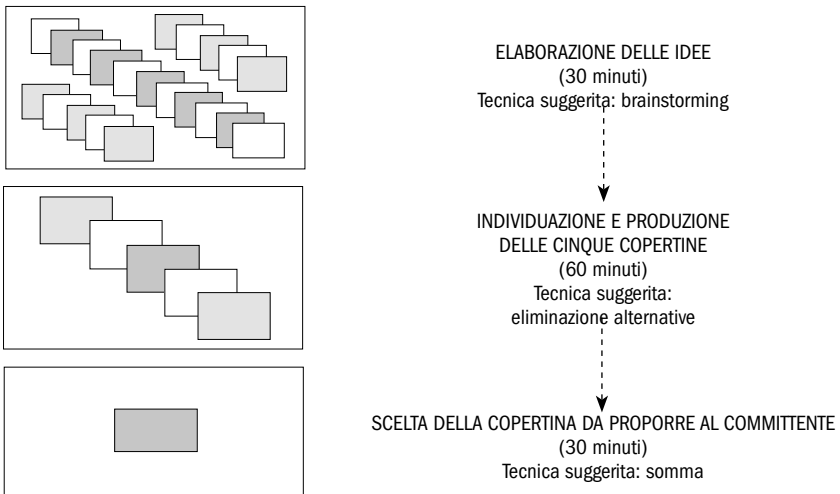 ELABORAZIONE DELLE IDEE
(30 minuti)
Tecnica suggerita: brainstorming
INDIVIDUAZIONE E PRODUZIONE
DELLE CINQUE COPERTINE
(60 minuti)
Tecnica suggerita:
eliminazione alternative
SCELTA DELLA COPERTINA DA PROPORRE AL COMMITTENTE
(30 minuti)
Tecnica suggerita: somma